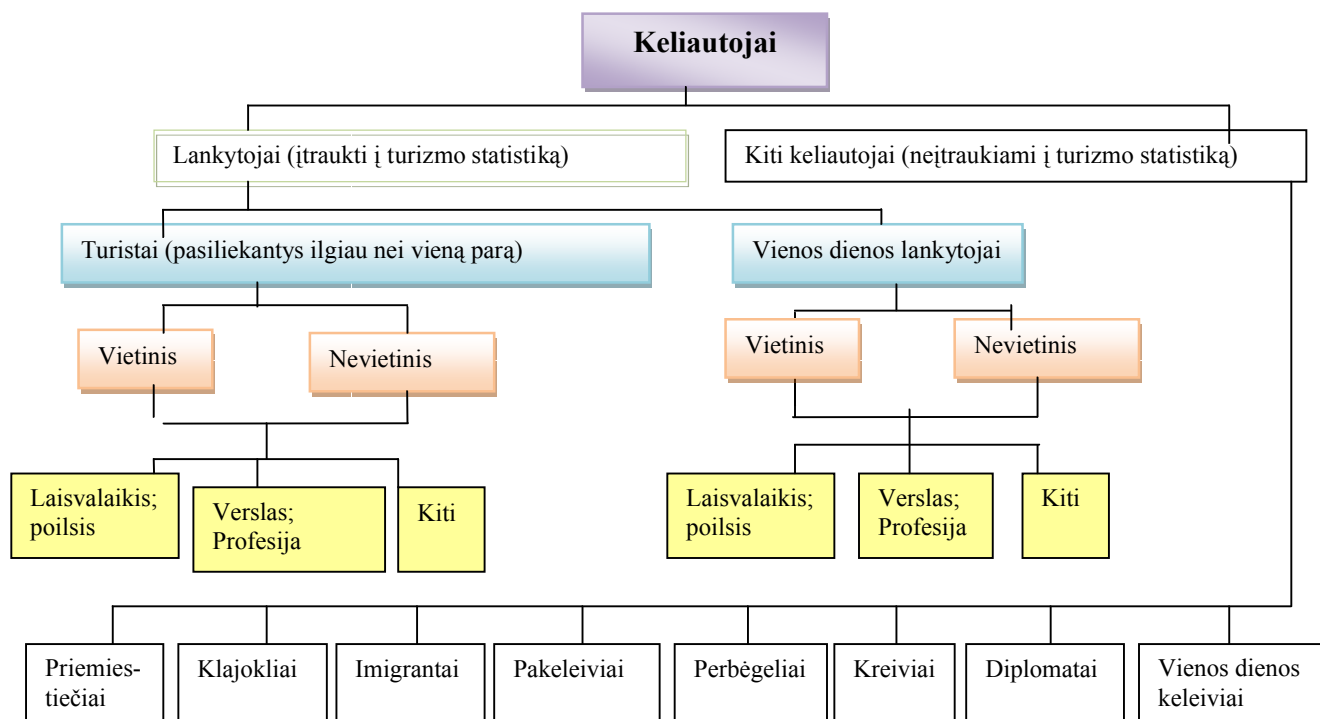 Keliautojai
Lankytojai (įtraukti į turizmo statistiką)
Kiti keliautojai (neįtraukiami į turizmo statistiką)
Turistai (pasiliekantys ilgiau nei vieną parą)
Vienos dienos lankytojai
Vietinis
Nevietinis
Vietinis
Nevietinis
Laisvalaikis;
poilsis
Verslas;
Profesija
Kiti
Laisvalaikis;
poilsis
Verslas;
Profesija
Kiti
Priemies-
tiečiai
Klajokliai
Imigrantai
Pakeleiviai
Perbėgeliai
Kreiviai
Diplomatai
Vienos dienos
keleiviai